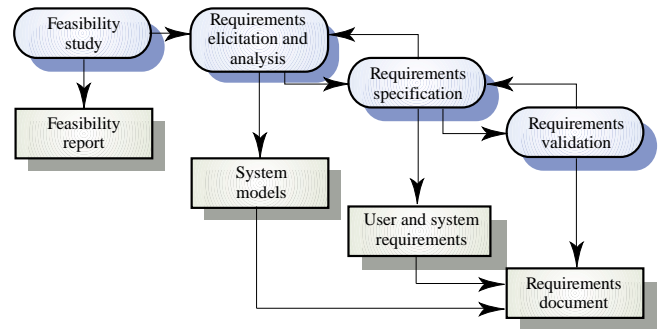 Feasibility
study
Requirements
elicitation and
analysis
Requirements
specification
Requirements
validation
Feasibility
report
System
models
User and system
requirements
Requirements
document